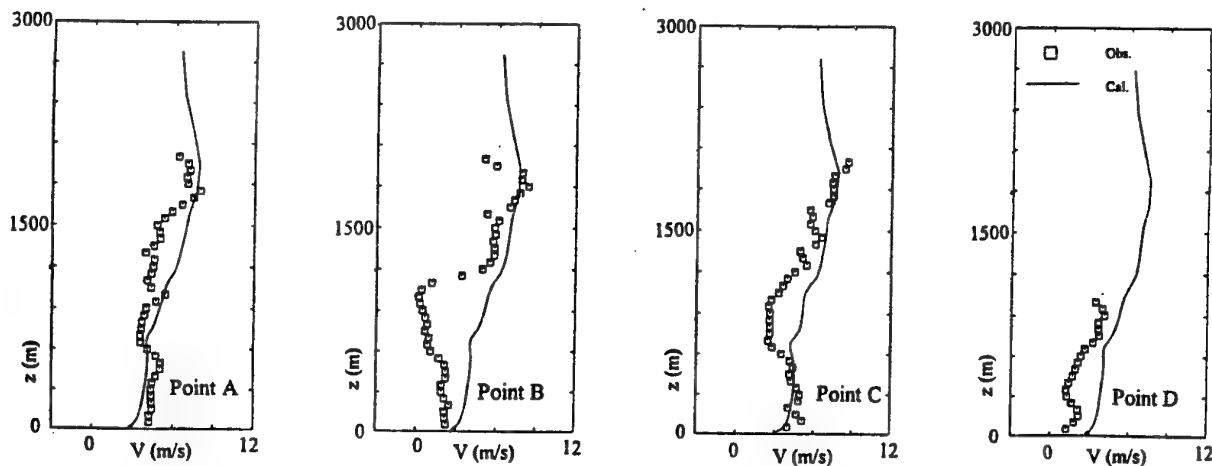 3000
1500
0
z (m)
Point A
0
12
V (m/s)
3000
1500
0
z (m)
Point B
0
12
V (m/s)
3000
1500
0
z (m)
Point C
0
12
V (m/s)
3000
1500
0
z (m)
Obs.
Cal.
Point D
0
12
V (m/s)